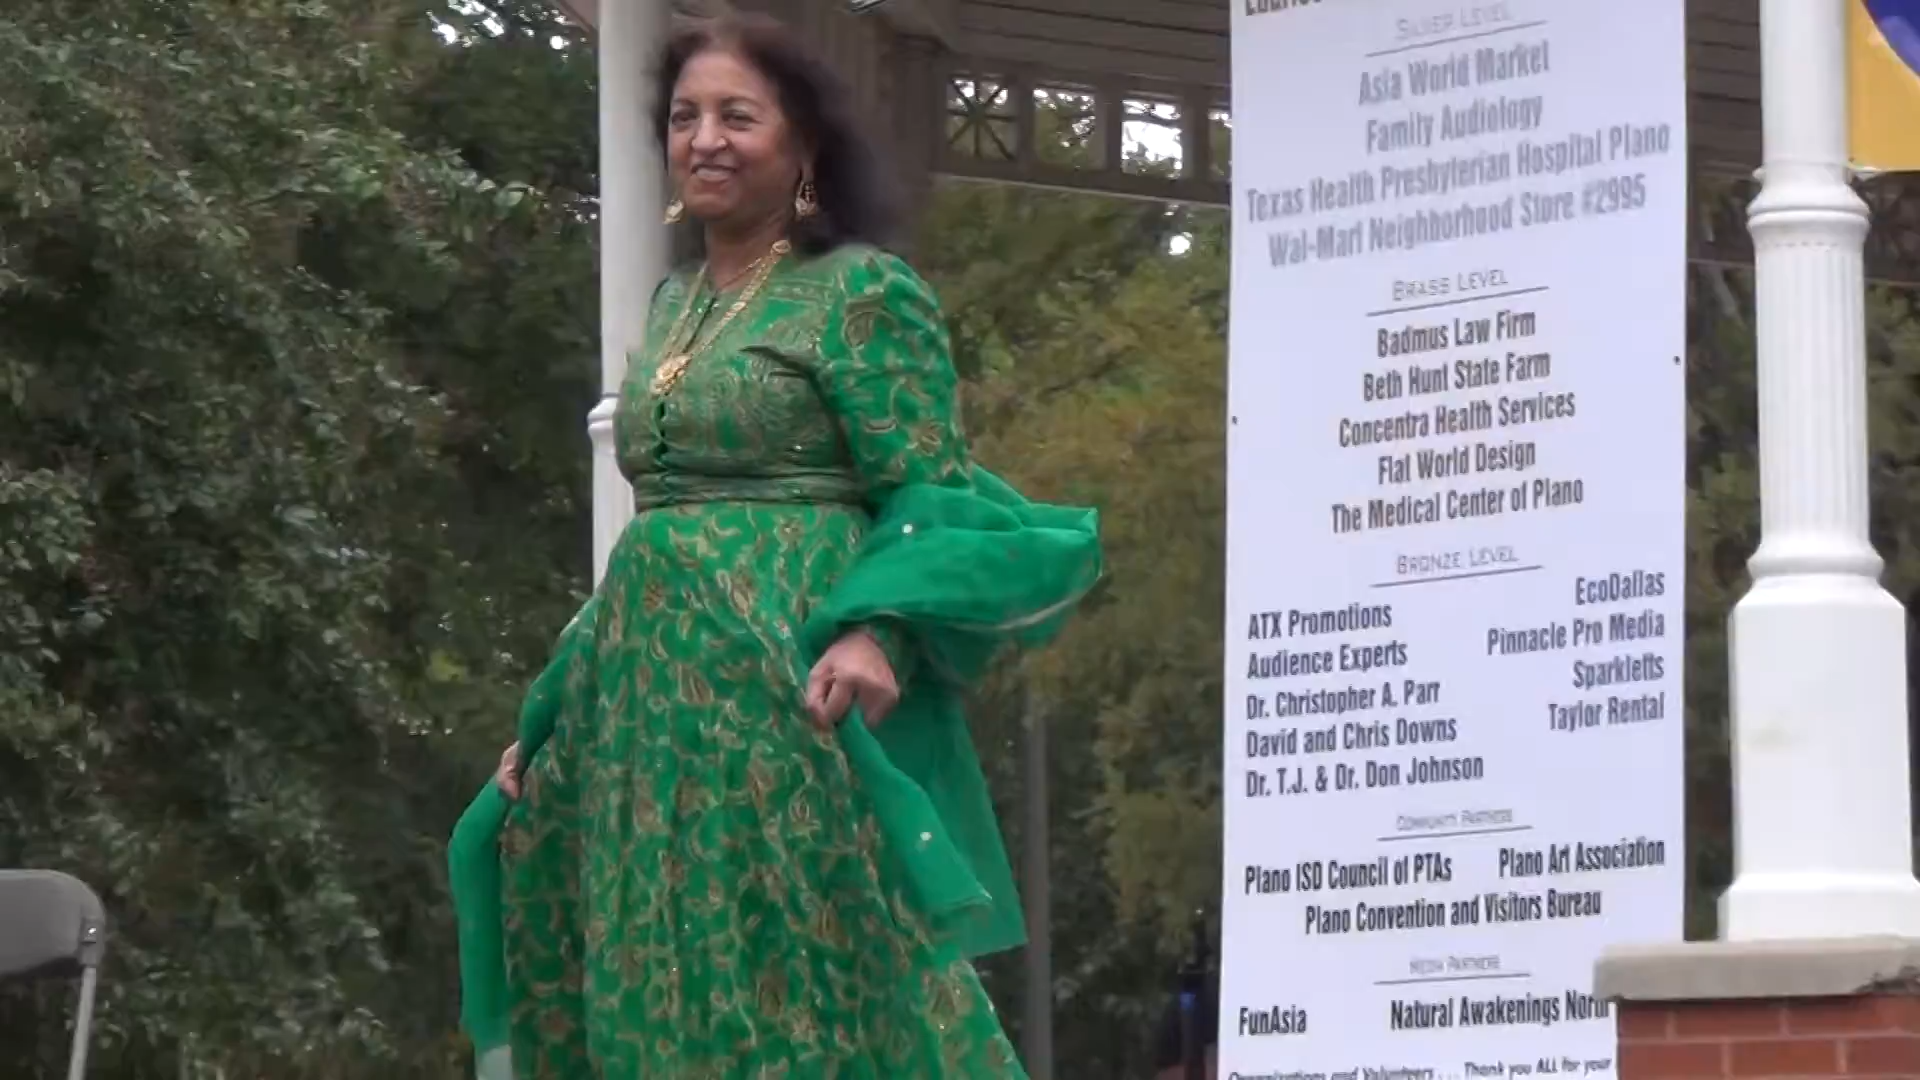 SILVER LEVEL
Asia World Market
Family Audiology
Texas Health Presbyterian Hospital Plano
Wal-Mart Neighborhood Store #2995
BRASS LEVEL
Badmus Law Firm
Beth Hunt State Farm
Concentra Health Services
Flat World Design
The Medical Center of Plano
BRONZE LEVEL
ATX Promotions
Audience Experts
Dr. Christopher A. Parr
David and Chris Downs
Dr. T.J. & Dr. Don Johnson
EcoDallas
Pinnacle Pro Media
Sparkletts
Taylor Rental
COMMUNITY PARTNERS
Plano ISD Council of PTAs Plano Art Association
Plano Convention and Visitors Bureau
MEDIA PARTNERS
FunAsia Natural Awakenings North
Organizations and Volunteers . . . Thank you ALL for your